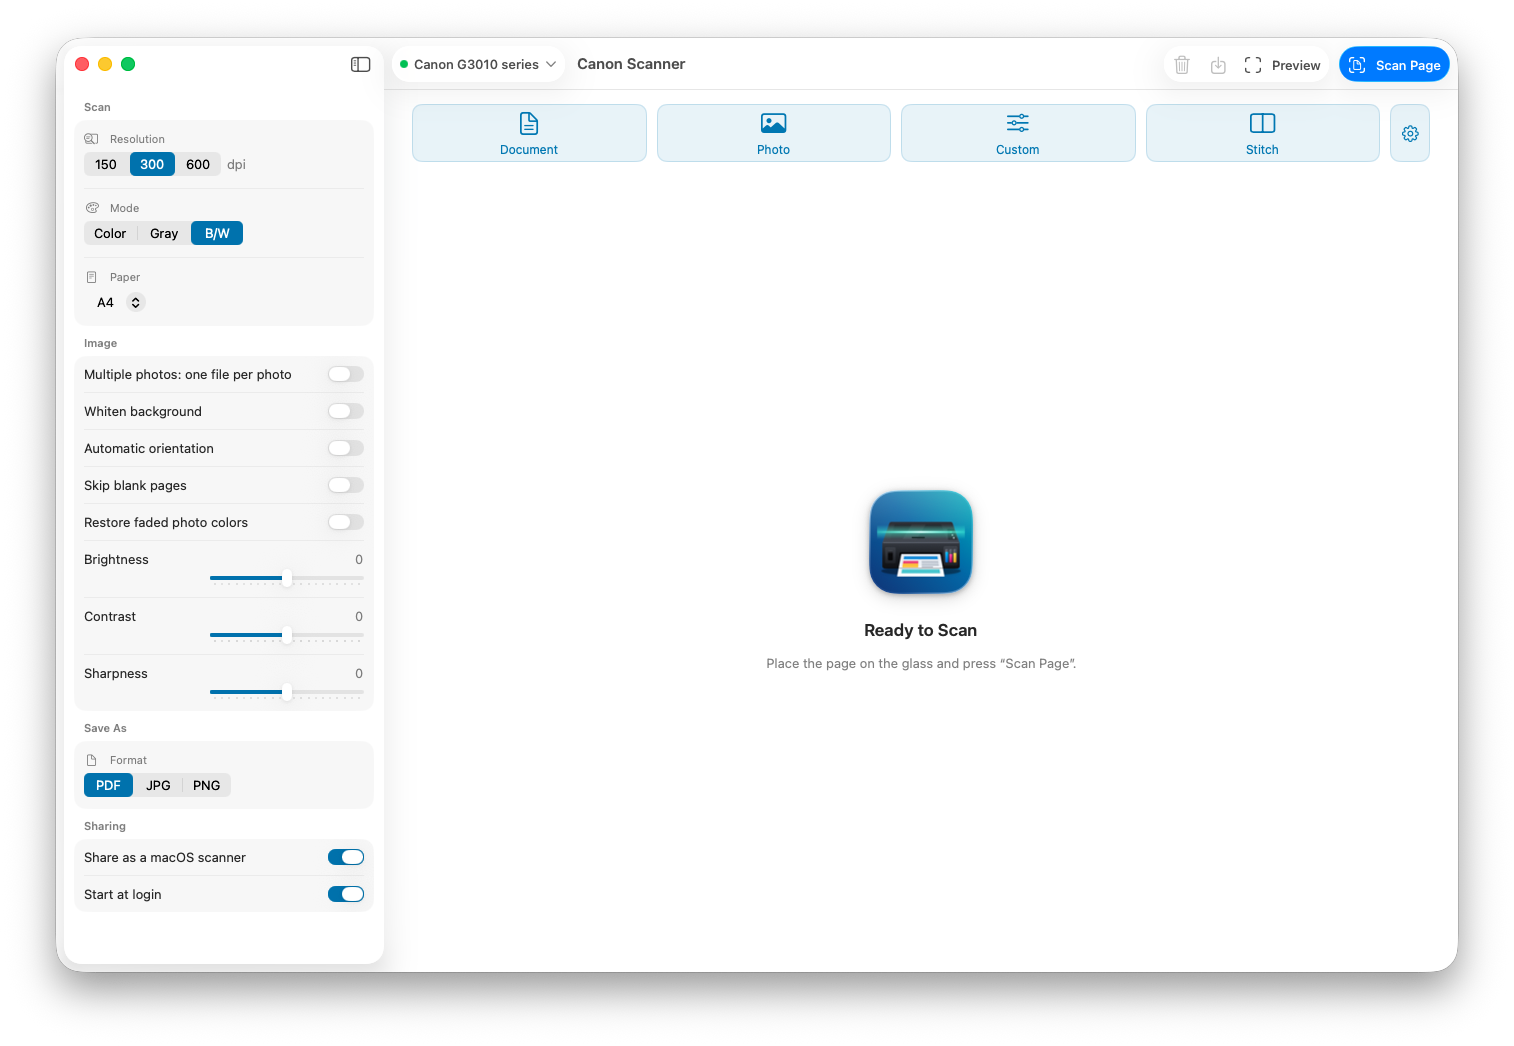 Canon G3010 series
Canon Scanner
Preview
Scan Page
Scan
Resolution
150 300 600 dpi
Mode
Color Gray B/W
Paper
A4
Image
Multiple photos: one file per photo
Whiten background
Automatic orientation
Skip blank pages
Restore faded photo colors
Brightness 0
Contrast 0
Sharpness 0
Save As
Format
PDF JPG PNG
Sharing
Share as a macOS scanner
Start at login
Document
Photo
Custom
Stitch
Ready to Scan
Place the page on the glass and press “Scan Page”.